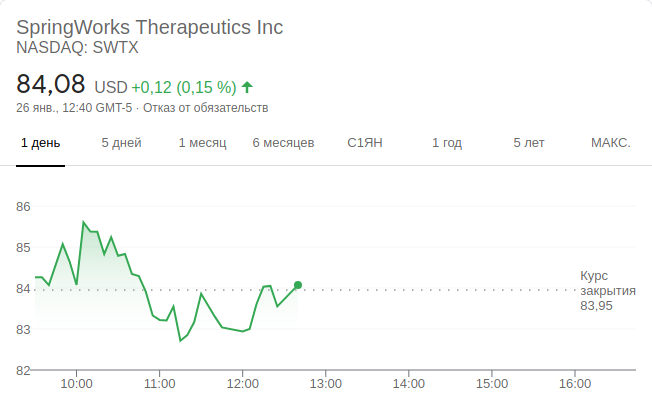 SpringWorks Therapeutics Inc
NASDAQ: SWTX
84,08 USD +0,12 (0,15 %)
26 янв., 12:40 GMT-5 · Отказ от обязательств
1 день 5 дней 1 месяц 6 месяцев С1ЯН 1 год 5 лет МАКС.
86
85
84
83
82
Курс
закрытия
83,95
10:00 11:00 12:00 13:00 14:00 15:00 16:00